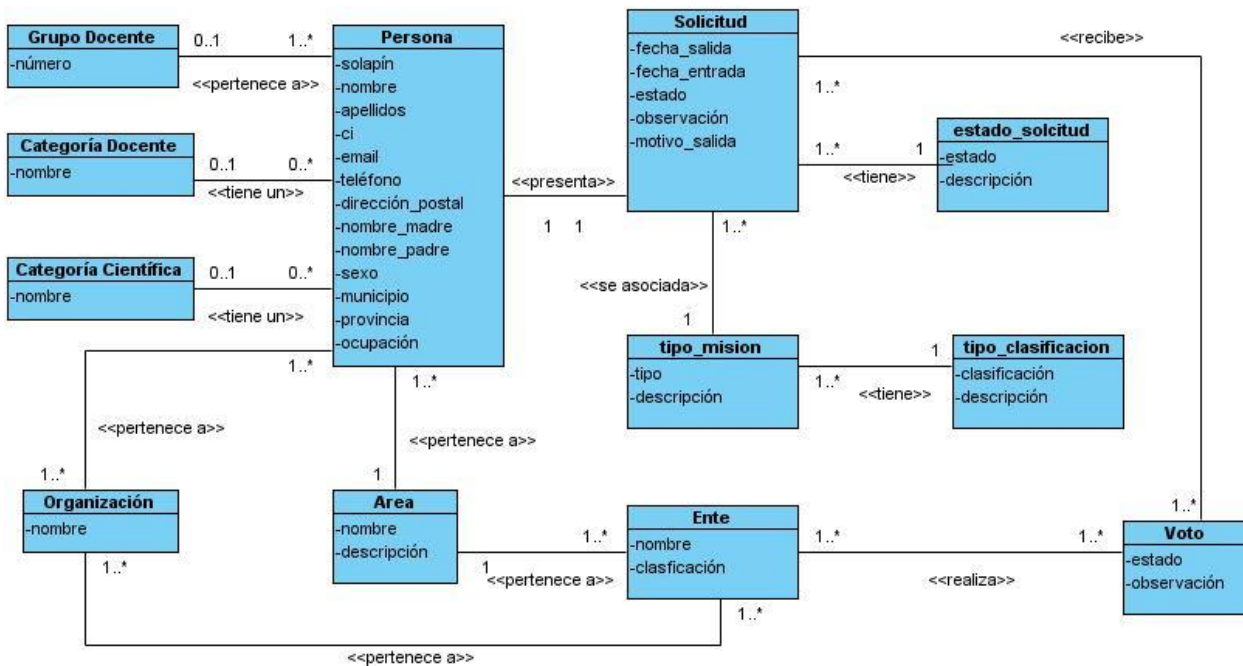 Grupo Docente
-número
0..1
1..*
<<pertenece a>>
Categoría Docente
-nombre
0..1
0..*
<<tiene un>>
Categoría Científica
-nombre
0..1
0..*
<<tiene un>>
Persona
-solapín
-nombre
-apellidos
-ci
-email
-teléfono
-dirección_postal
-nombre_madre
-nombre_padre
-sexo
-municipio
-provincia
-ocupación
<<presenta>>
1
1
Solicitud
-fecha_salida
-fecha_entrada
-estado
-observación
-motivo_salida
<<recibe>>
1..*
1..*
1
<<tiene>>
estado_solcitud
-estado
-descripción
1..*
<<se asociada>>
1
tipo_mision
-tipo
-descripción
1
1..*
<<tiene>>
tipo_clasificacion
-clasificación
-descripción
1..*
<<pertenece a>>
1..*
1..*
<<pertenece a>>
1
Organización
-nombre
1..*
Area
-nombre
-descripción
1
1..*
<<pertenece a>>
Ente
-nombre
-clasficación
1..*
1..*
<<realiza>>
1..*
Voto
-estado
-observación
1..*
<<pertenece a>>